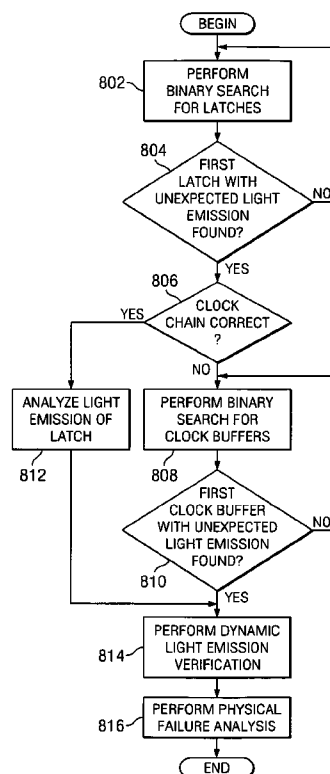 BEGIN
802
PERFORM
BINARY SEARCH
FOR LATCHES
804
FIRST
LATCH WITH
UNEXPECTED LIGHT
EMISSION
FOUND?
NO
YES
806
YES
CLOCK
CHAIN CORRECT
?
NO
ANALYZE LIGHT
EMISSION OF
LATCH
812
PERFORM BINARY
SEARCH FOR
CLOCK BUFFERS
808
FIRST
CLOCK BUFFER
WITH UNEXPECTED
LIGHT EMISSION
FOUND?
NO
810
YES
814
PERFORM DYNAMIC
LIGHT EMISSION
VERIFICATION
816
PERFORM PHYSICAL
FAILURE ANALYSIS
END